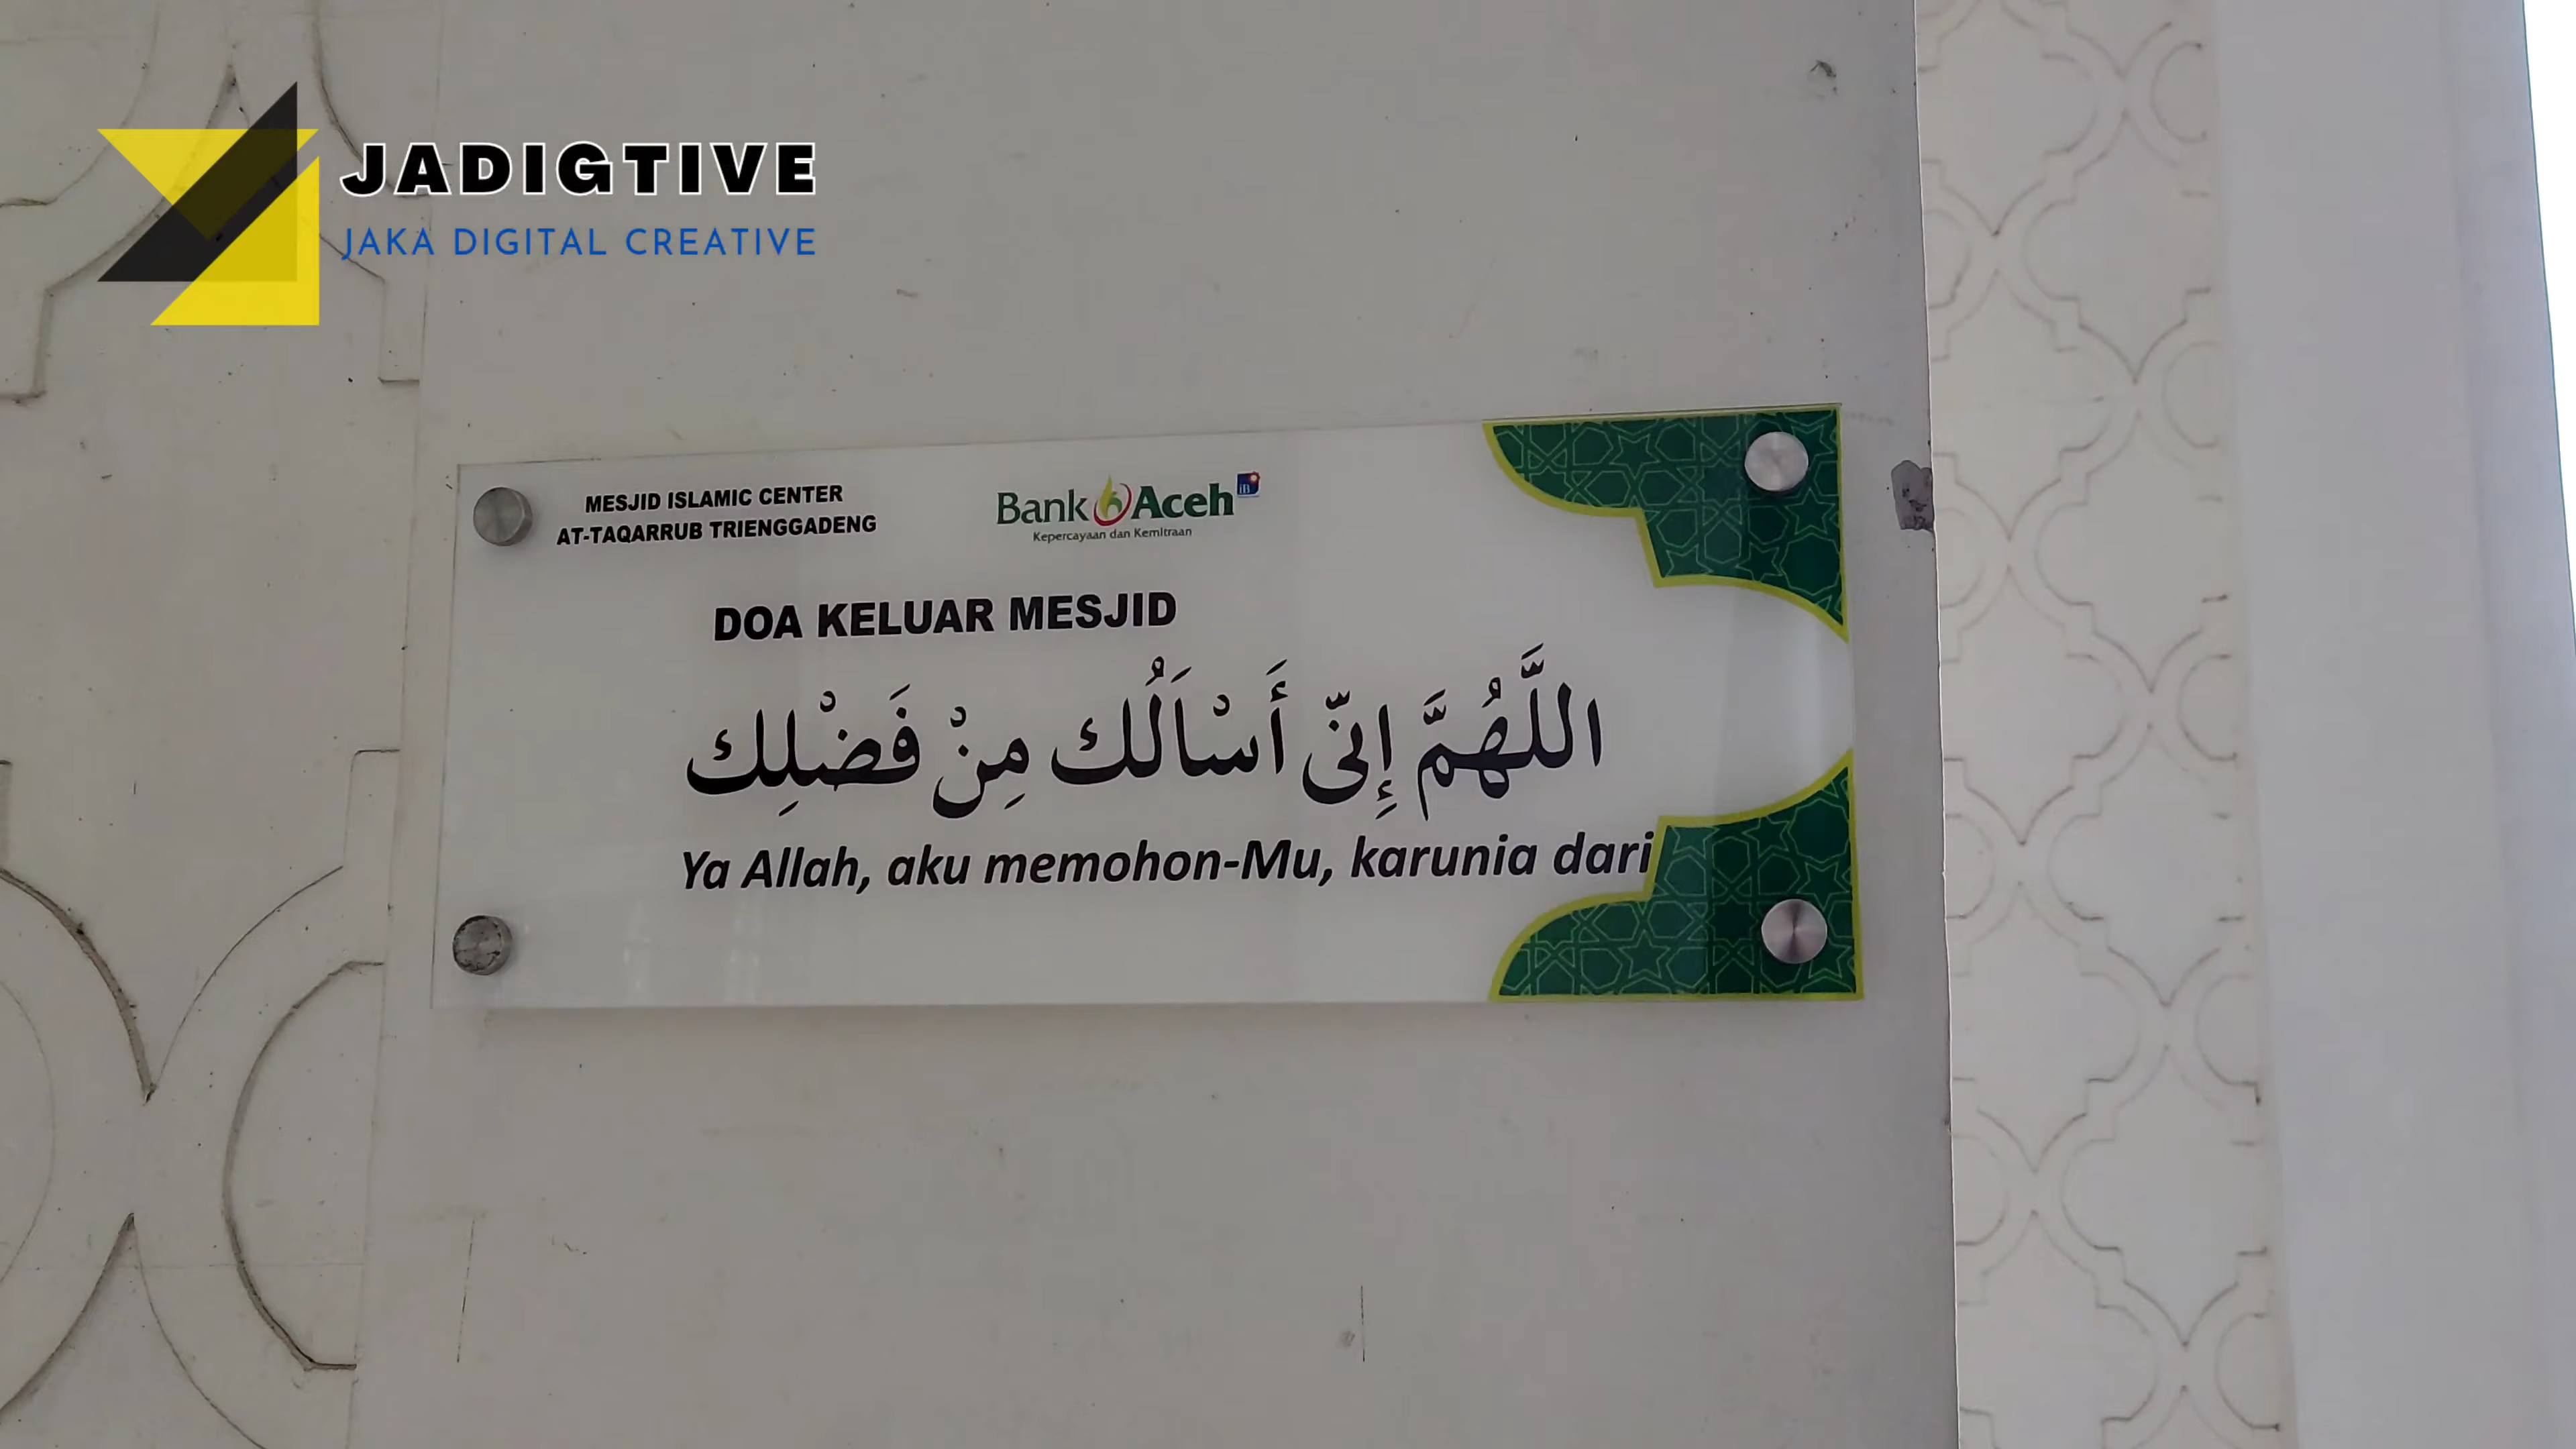 JADIGTIVE
JAKA DIGITAL CREATIVE
MESJID ISLAMIC CENTER
AT-TAQARRUB TRIENGGADENG
Bank Aceh iB
Kepercayaan dan Kemitraan
DOA KELUAR MESJID
اللَّهُمَّ إِنِّى أَسْاَلُكَ مِنْ فَضْلِكَ
Ya Allah, aku memohon-Mu, karunia dari